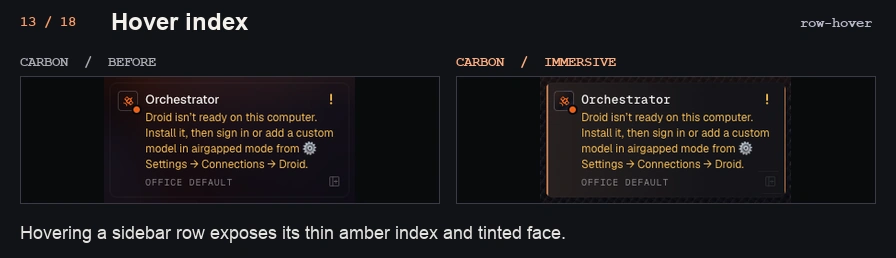 13 / 18 Hover index row-hover
CARBON / BEFORE
Orchestrator !
Droid isn't ready on this computer.
Install it, then sign in or add a custom
model in airgapped mode from ⚙️
Settings → Connections → Droid.
OFFICE DEFAULT
CARBON / IMMERSIVE
Orchestrator !
Droid isn't ready on this computer.
Install it, then sign in or add a custom
model in airgapped mode from ⚙️
Settings → Connections → Droid.
OFFICE DEFAULT
Hovering a sidebar row exposes its thin amber index and tinted face.